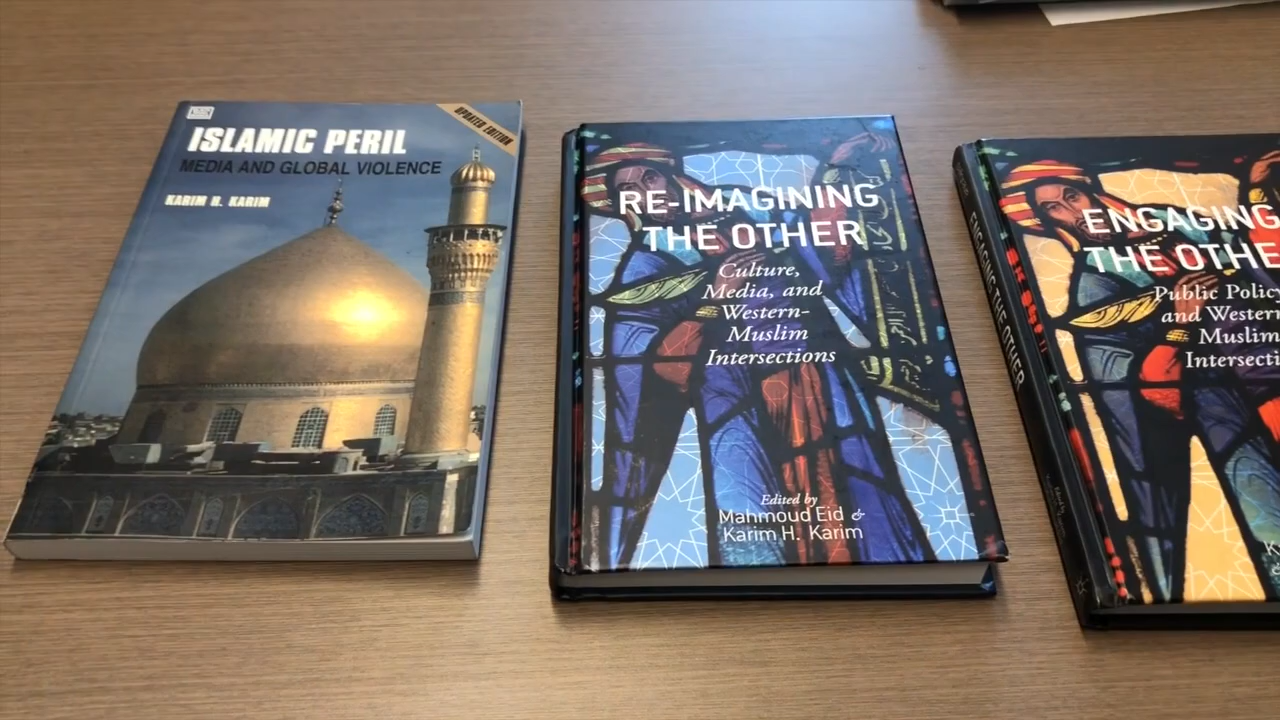 UPDATED EDITION
ISLAMIC PERIL
MEDIA AND GLOBAL VIOLENCE
KARIM H. KARIM
RE-IMAGINING
THE OTHER
Culture,
Media, and
Western-
Muslim
Intersections
Edited by
Mahmoud Eid &
Karim H. Karim
ENGAGING THE OTHER
ENGAGING
THE OTHE
Public Policy
and Western
Muslim
Intersecti
K